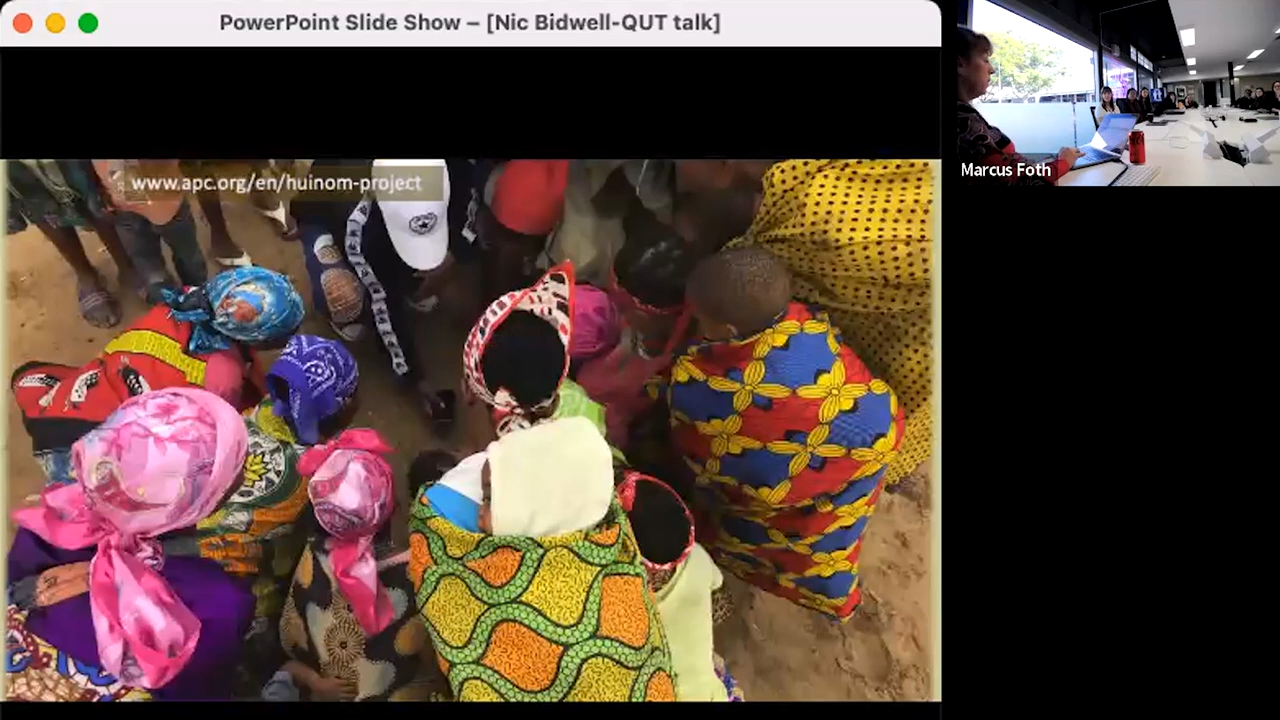 PowerPoint Slide Show – [Nic Bidwell-QUT talk]
www.apc.org/en/huinom-project
Marcus Foth